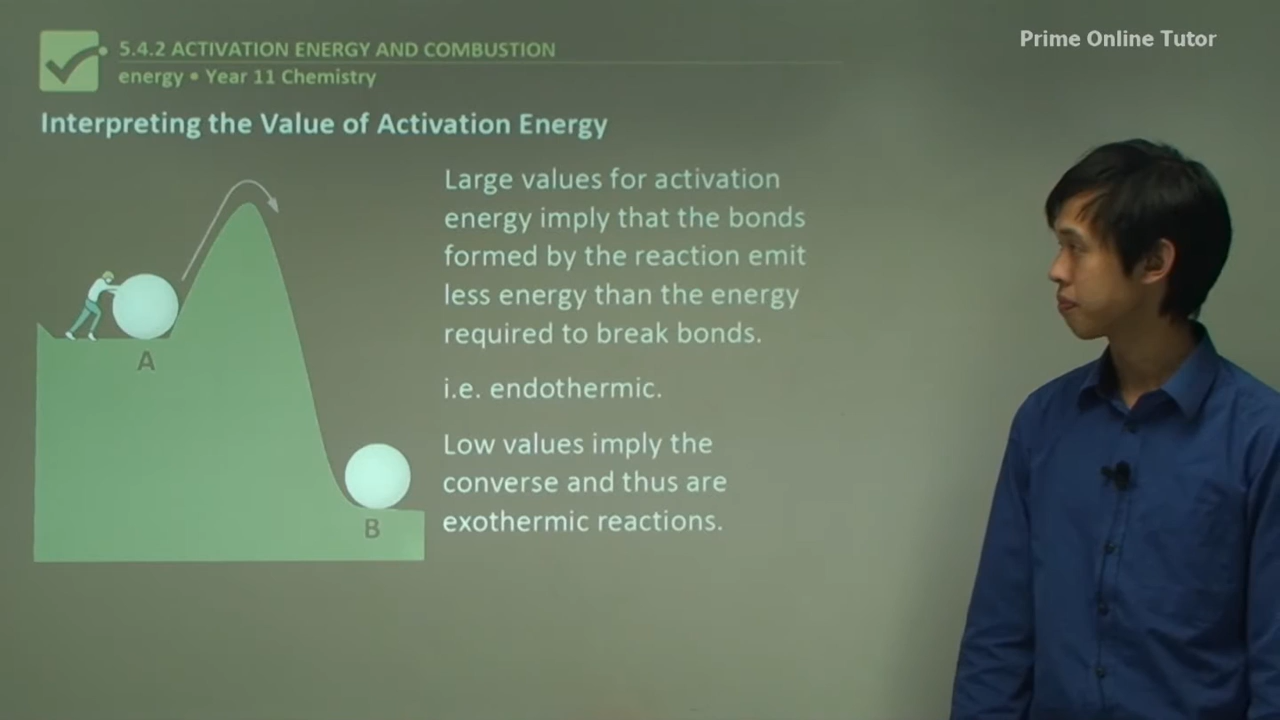 Prime Online Tutor
5.4.2 ACTIVATION ENERGY AND COMBUSTION
energy • Year 11 Chemistry
Interpreting the Value of Activation Energy
Large values for activation
energy imply that the bonds
formed by the reaction emit
less energy than the energy
required to break bonds.
i.e. endothermic.
Low values imply the
converse and thus are
exothermic reactions.
A
B